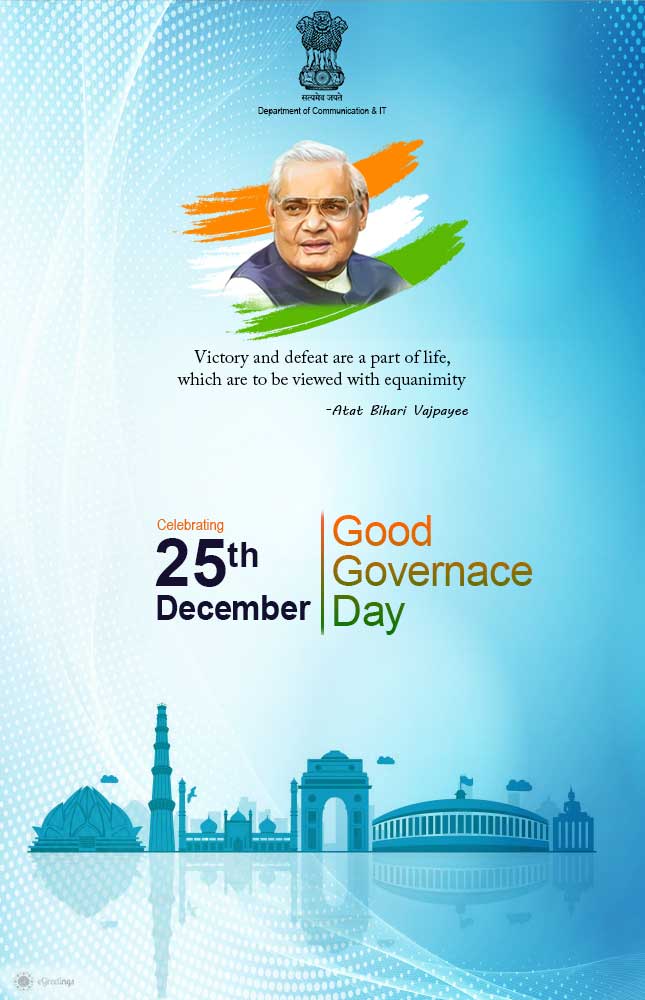 सत्यमेव जयते
Department of Communication & IT
Victory and defeat are a part of life,
which are to be viewed with equanimity
-Atat Bihari Vajpayee
Celebrating
25th
December
Good
Governace
Day
eGreetings